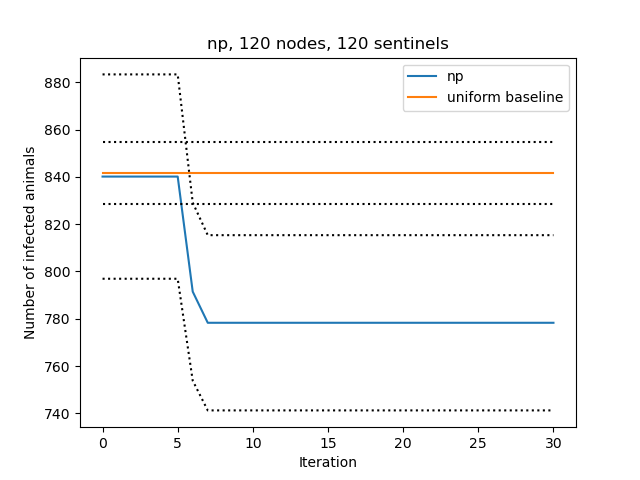 np, 120 nodes, 120 sentinels
np
uniform baseline
Number of infected animals
880
860
840
820
800
780
760
740
0 5 10 15 20 25 30
Iteration